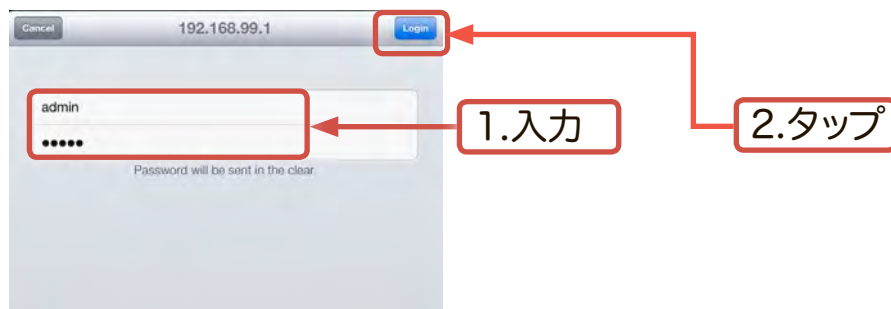 Cancel
192.168.99.1
Login
admin
•••••
Password will be sent in the clear.
1.入力
2.タップ